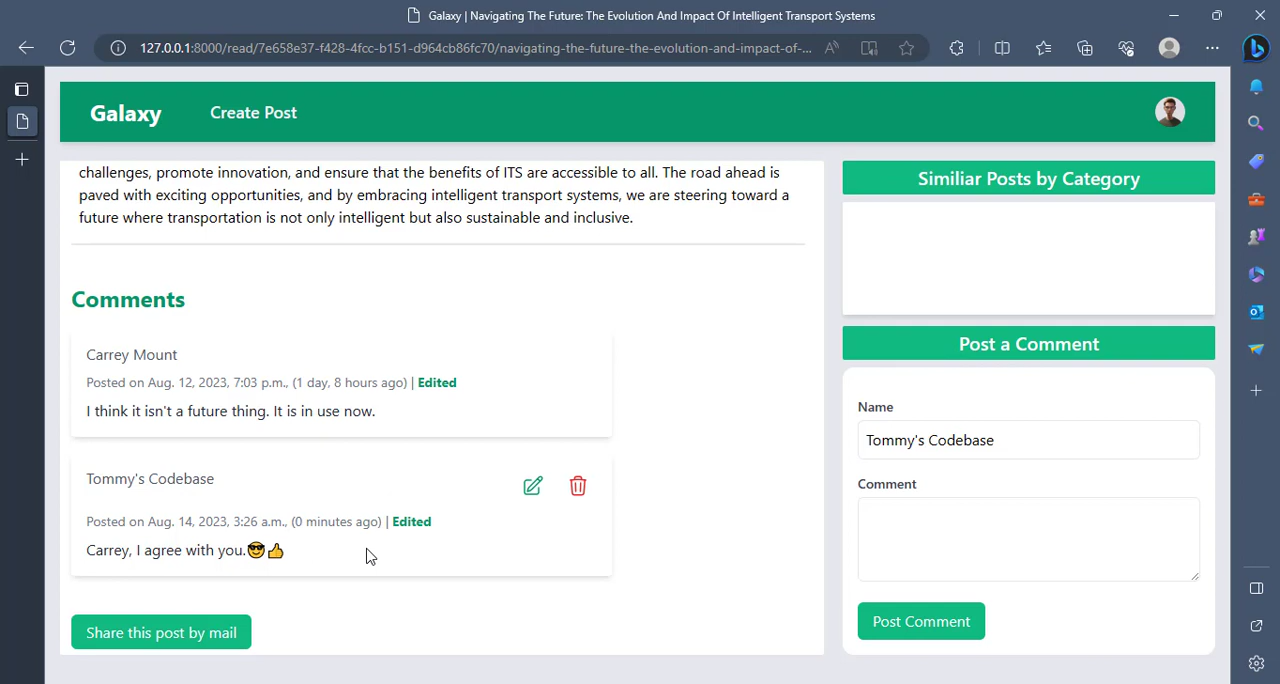 Galaxy | Navigating The Future: The Evolution And Impact Of Intelligent Transport Systems
127.0.0.1:8000/read/7e658e37-f428-4fcc-b151-d964cb86fc70/navigating-the-future-the-evolution-and-impact-of-...
Galaxy
Create Post
challenges, promote innovation, and ensure that the benefits of ITS are accessible to all. The road ahead is
paved with exciting opportunities, and by embracing intelligent transport systems, we are steering toward a
future where transportation is not only intelligent but also sustainable and inclusive.
Comments
Carrey Mount
Posted on Aug. 12, 2023, 7:03 p.m., (1 day, 8 hours ago) | Edited
I think it isn't a future thing. It is in use now.
Tommy's Codebase
Posted on Aug. 14, 2023, 3:26 a.m., (0 minutes ago) | Edited
Carrey, I agree with you.😎👍
Share this post by mail
Similiar Posts by Category
Post a Comment
Name
Tommy's Codebase
Comment
Post Comment